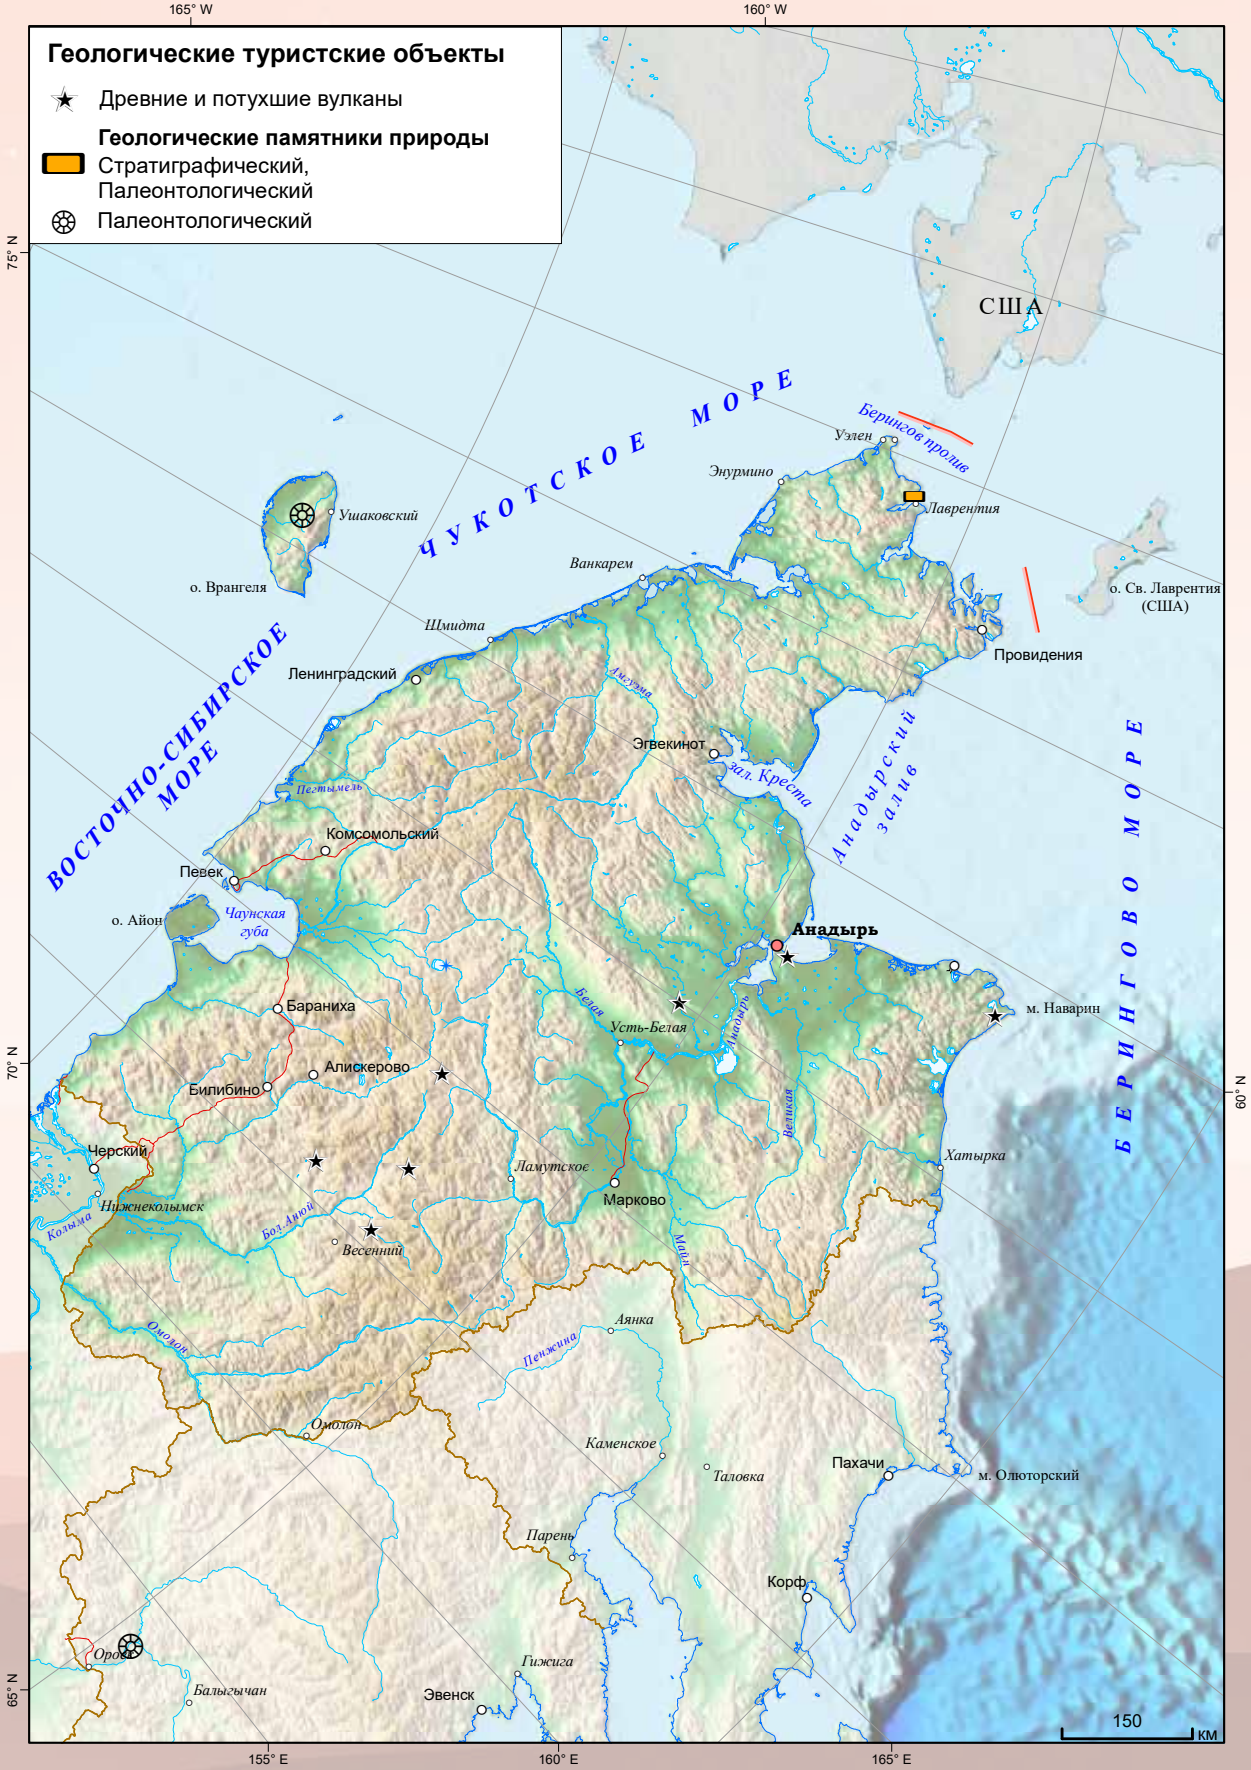 165° W
160° W
Геологические туристские объекты
Древние и потухшие вулканы
Геологические памятники природы
Стратиграфический,
Палеонтологический
Палеонтологический
75° N
США
ЧУКОТСКОЕ МОРЕ
Берингов пролив
Уэлен
Энурмино
Лаврентия
Ушаковский
Ванкарем
о. Врангеля
о. Св. Лаврентия
(США)
Шмидта
Провидения
Ленинградский
Амгуэма
ВОСТОЧНО-СИБИРСКОЕ
МОРЕ
Эгвекинот
зал. Креста
Анадырский
залив
БЕРИНГОВО МОРЕ
Пегтымель
Комсомольский
Певек
о. Айон
Чаунская
губа
Анадырь
Бараниха
Белая
Усть-Белая
Анадырь
м. Наварин
70° N
60° N
Алискерово
Билибино
Великая
Черский
Ламутское
Хатырка
Нижнеколымск
Марково
Колыма
Бол.Анюй
Весенний
Майн
Омолон
Аянка
Пенжина
Омолон
Каменское
Таловка
Пахачи
м. Олюторский
Парень
Корф
Гижига
Балыгычан
Эвенск
65° N
150
км
155° E
160° E
165° E